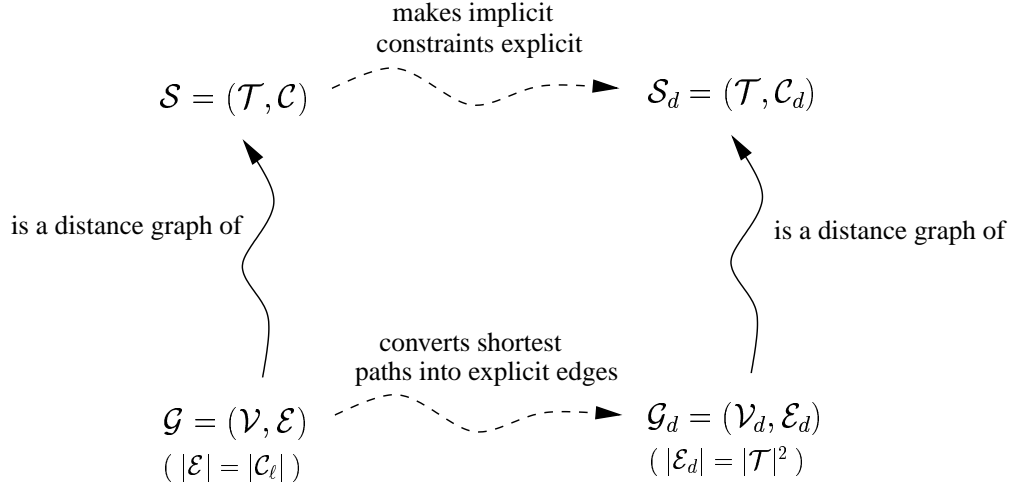 makes implicit
constraints explicit
𝒮 = (𝒯, 𝒞)
𝒮_d = (𝒯, 𝒞_d)
is a distance graph of
is a distance graph of
converts shortest
paths into explicit edges
𝒢 = (𝒱, ℰ)
𝒢_d = (𝒱_d, ℰ_d)
( |ℰ| = |𝒞_ℓ| )
( |ℰ_d| = |𝒯|² )